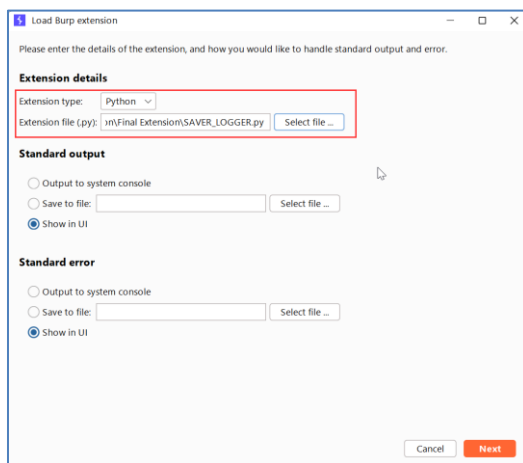 Load Burp extension
Please enter the details of the extension, and how you would like to handle standard output and error.
Extension details
Extension type: Python
Extension file (.py): on\Final Extension\SAVER_LOGGER.py Select file ...
Standard output
Output to system console
Save to file: Select file ...
Show in UI
Standard error
Output to system console
Save to file: Select file ...
Show in UI
Cancel Next